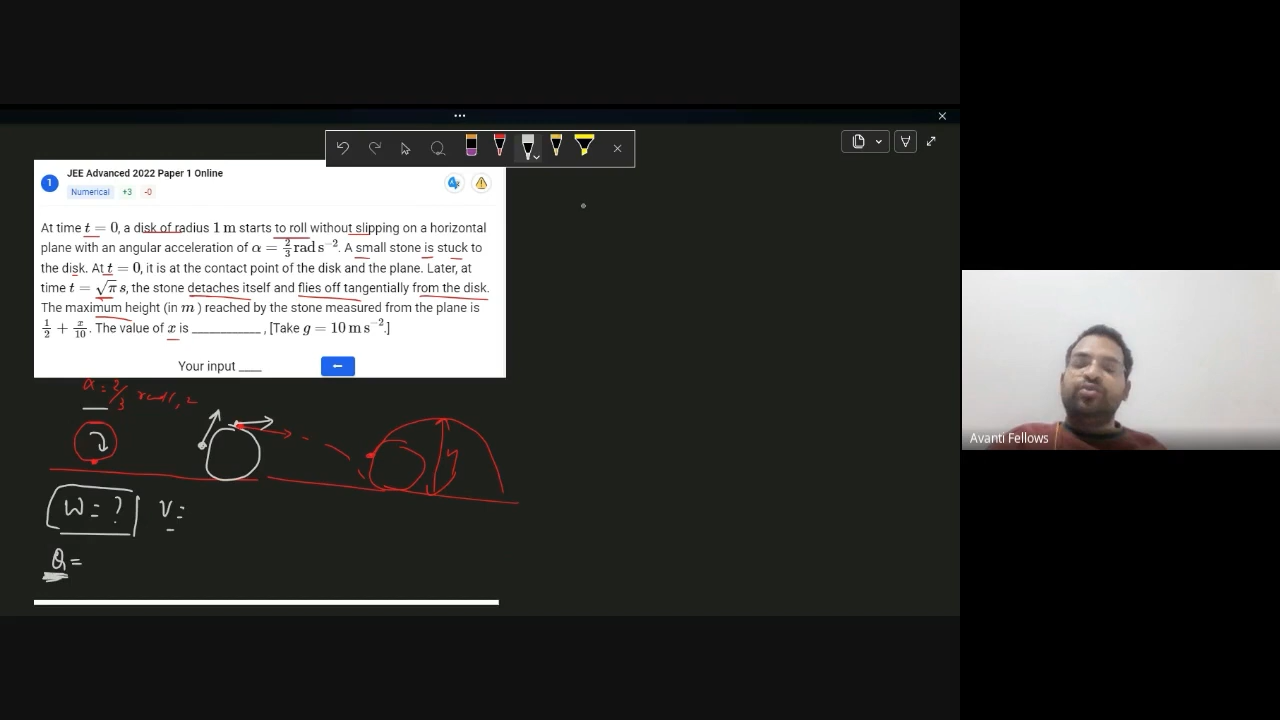 JEE Advanced 2022 Paper 1 Online
1
Numerical +3 -0
At time t = 0, a disk of radius 1 m starts to roll without slipping on a horizontal
plane with an angular acceleration of α = 2/3 rad s⁻². A small stone is stuck to
the disk. At t = 0, it is at the contact point of the disk and the plane. Later, at
time t = √π s, the stone detaches itself and flies off tangentially from the disk.
The maximum height (in m ) reached by the stone measured from the plane is
1/2 + x/10. The value of x is __________, [Take g = 10 m s⁻².]
Your input ____
α = 2/3
ω = ? v =
θ =
Avanti Fellows